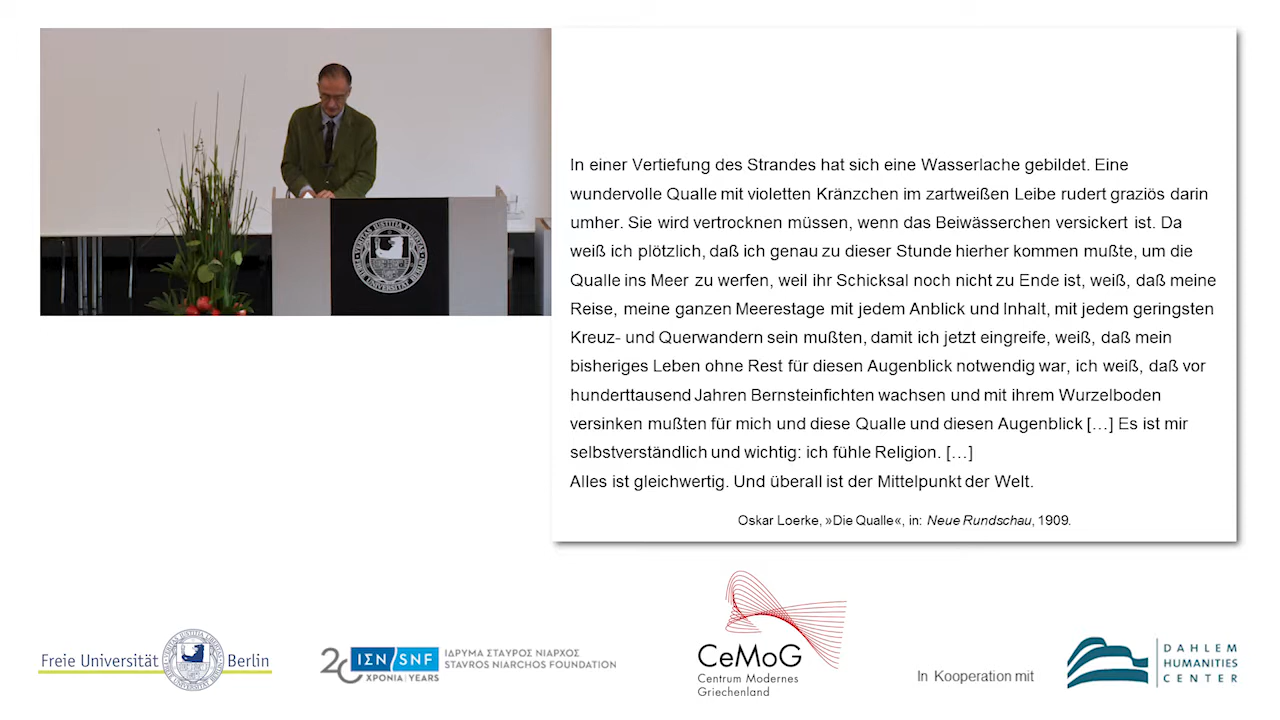 In einer Vertiefung des Strandes hat sich eine Wasserlache gebildet. Eine
wundervolle Qualle mit violetten Kränzchen im zartweißen Leibe rudert graziös darin
umher. Sie wird vertrocknen müssen, wenn das Beiwässerchen versickert ist. Da
weiß ich plötzlich, daß ich genau zu dieser Stunde hierher kommen mußte, um die
Qualle ins Meer zu werfen, weil ihr Schicksal noch nicht zu Ende ist, weiß, daß meine
Reise, meine ganzen Meerestage mit jedem Anblick und Inhalt, mit jedem geringsten
Kreuz- und Querwandern sein mußten, damit ich jetzt eingreife, weiß, daß mein
bisheriges Leben ohne Rest für diesen Augenblick notwendig war, ich weiß, daß vor
hunderttausend Jahren Bernsteinfichten wachsen und mit ihrem Wurzelboden
versinken mußten für mich und diese Qualle und diesen Augenblick […] Es ist mir
selbstverständlich und wichtig: ich fühle Religion. […]
Alles ist gleichwertig. Und überall ist der Mittelpunkt der Welt.
Oskar Loerke, »Die Qualle«, in: Neue Rundschau, 1909.
Freie Universität Berlin
20 ΙΣΝ/SNF
ΧΡΟΝΙΑ YEARS
ΙΔΡΥΜΑ ΣΤΑΥΡΟΣ ΝΙΑΡΧΟΣ
STAVROS NIARCHOS FOUNDATION
CeMoG
Centrum Modernes
Griechenland
In Kooperation mit
DAHLEM
HUMANITIES
CENTER